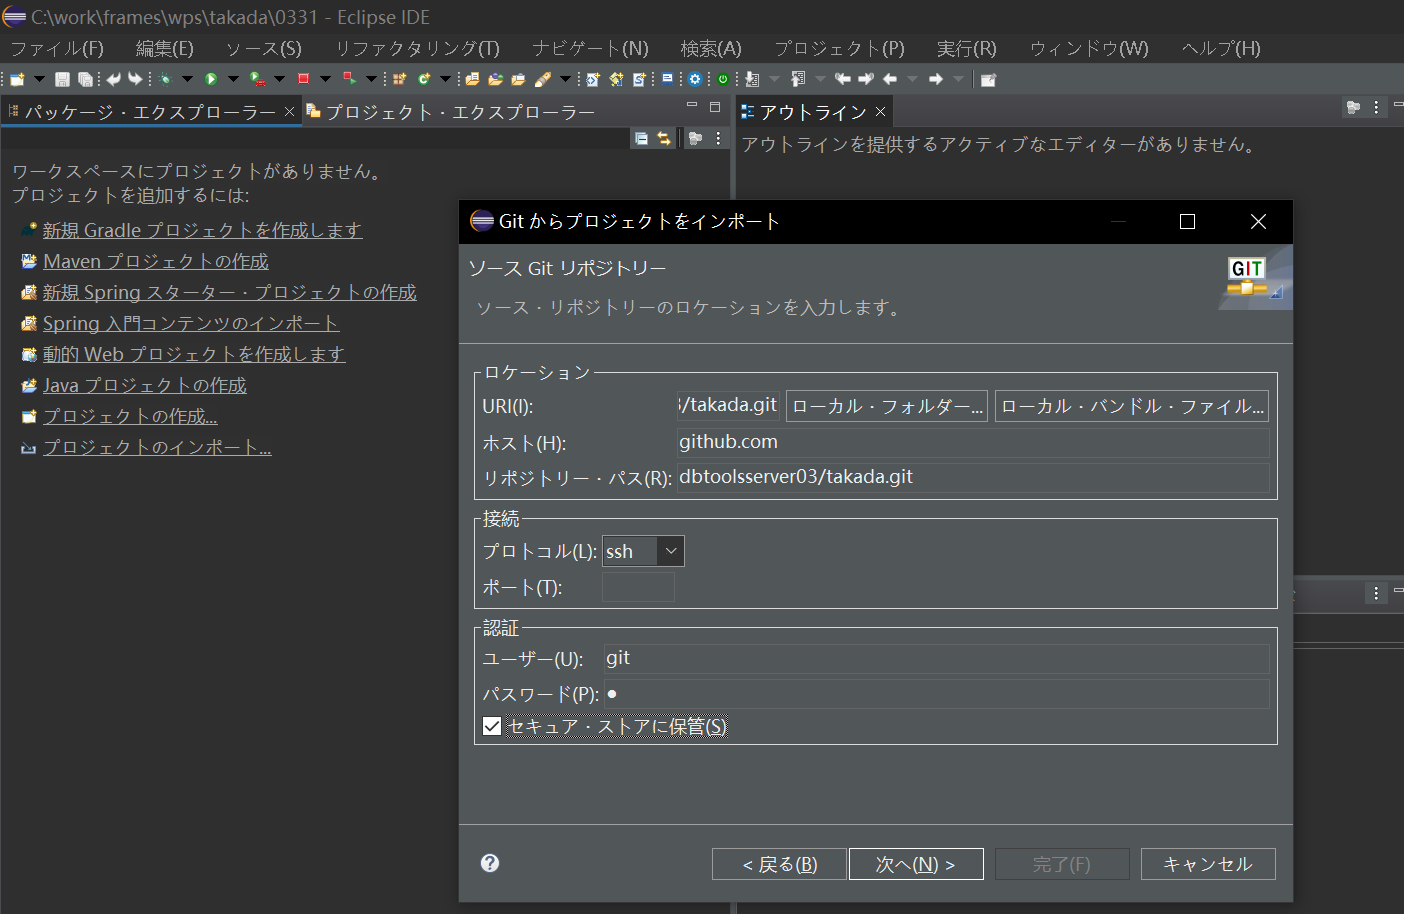 C:\work\frames\wps\takada\0331 - Eclipse IDE
ファイル(F) 編集(E) ソース(S) リファクタリング(T) ナビゲート(N) 検索(A) プロジェクト(P) 実行(R) ウィンドウ(W) ヘルプ(H)
パッケージ・エクスプローラー プロジェクト・エクスプローラー
ワークスペースにプロジェクトがありません。
プロジェクトを追加するには:
新規 Gradle プロジェクトを作成します
Maven プロジェクトの作成
新規 Spring スターター・プロジェクトの作成
Spring 入門コンテンツのインポート
動的 Web プロジェクトを作成します
Java プロジェクトの作成
プロジェクトの作成...
プロジェクトのインポート...
アウトライン
アウトラインを提供するアクティブなエディターがありません。
Git からプロジェクトをインポート
ソース Git リポジトリー
GIT
ソース・リポジトリーのロケーションを入力します。
ロケーション
URI(I): /takada.git ローカル・フォルダー... ローカル・バンドル・ファイル...
ホスト(H): github.com
リポジトリー・パス(R): dbtoolsserver03/takada.git
接続
プロトコル(L): ssh
ポート(T):
認証
ユーザー(U): git
パスワード(P): ●
セキュア・ストアに保管(S)
< 戻る(B) 次へ(N) > 完了(F) キャンセル